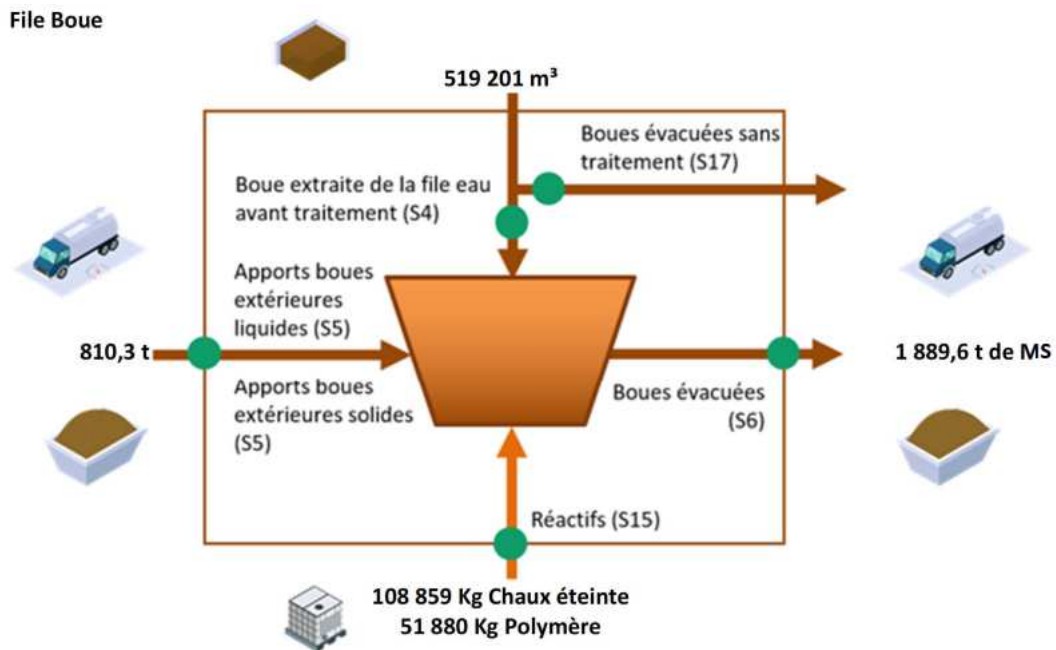 File Boue
519 201 m³
Boues évacuées sans
traitement (S17)
Boue extraite de la file eau
avant traitement (S4)
Apports boues
extérieures
liquides (S5)
810,3 t
1 889,6 t de MS
Apports boues
extérieures solides
(S5)
Boues évacuées
(S6)
Réactifs (S15)
108 859 Kg Chaux éteinte
51 880 Kg Polymère